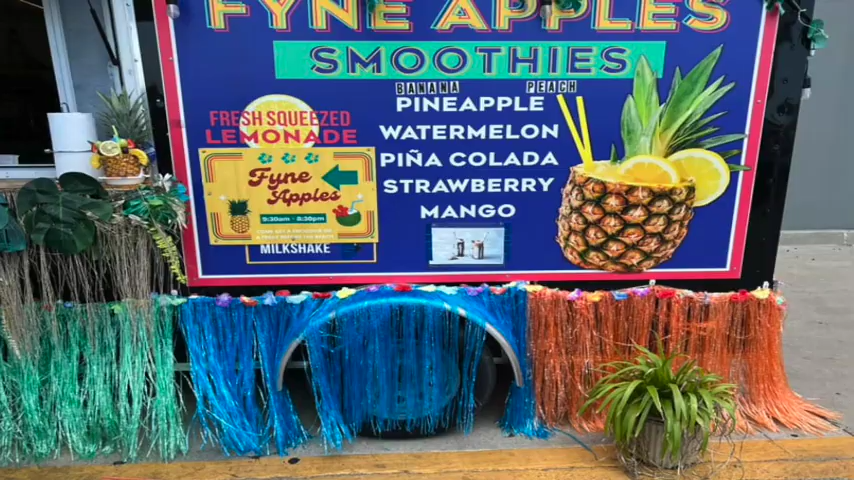 FYNE APPLES
SMOOTHIES
BANANA PEACH
PINEAPPLE
WATERMELON
PIÑA COLADA
STRAWBERRY
MANGO
FRESH SQUEEZED
LEMONADE
Fyne
Apples
9:30am - 8:30pm
MILKSHAKE